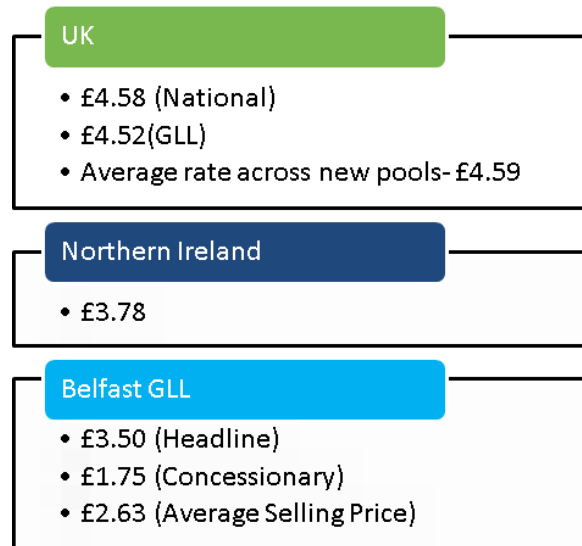 UK
• £4.58 (National)
• £4.52(GLL)
• Average rate across new pools- £4.59
Northern Ireland
• £3.78
Belfast GLL
• £3.50 (Headline)
• £1.75 (Concessionary)
• £2.63 (Average Selling Price)